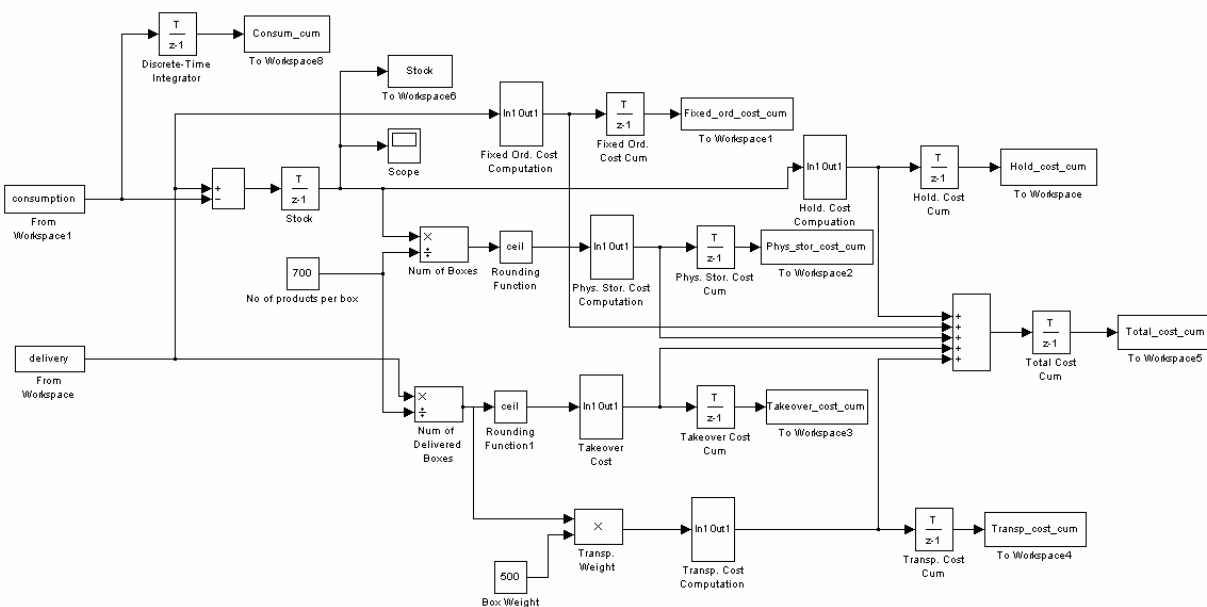 T
z-1
Discrete-Time
Integrator
Consum_cum
To Workspace8
Stock
To Workspace6
In1 Out1
Fixed Ord. Cost
Computation
T
z-1
Fixed Ord.
Cost Cum
Fixed_ord_cost_cum
To Workspace1
Scope
consumption
From
Workspace1
+
−
T
z-1
Stock
In1 Out1
Hold. Cost
Compuation
T
z-1
Hold. Cost
Cum
Hold_cost_cum
To Workspace
×
÷
Num of Boxes
ceil
Rounding
Function
In1 Out1
Phys. Stor. Cost
Computation
T
z-1
Phys. Stor. Cost
Cum
Phys_stor_cost_cum
To Workspace2
700
No of products per box
+
+
+
+
+
T
z-1
Total Cost
Cum
Total_cost_cum
To Workspace5
delivery
From
Workspace
×
÷
Num of
Delivered
Boxes
ceil
Rounding
Function1
In1 Out1
Takeover
Cost
T
z-1
Takeover Cost
Cum
Takeover_cost_cum
To Workspace3
×
Transp.
Weight
500
Box Weight
In1 Out1
Transp. Cost
Computation
T
z-1
Transp. Cost
Cum
Transp_cost_cum
To Workspace4